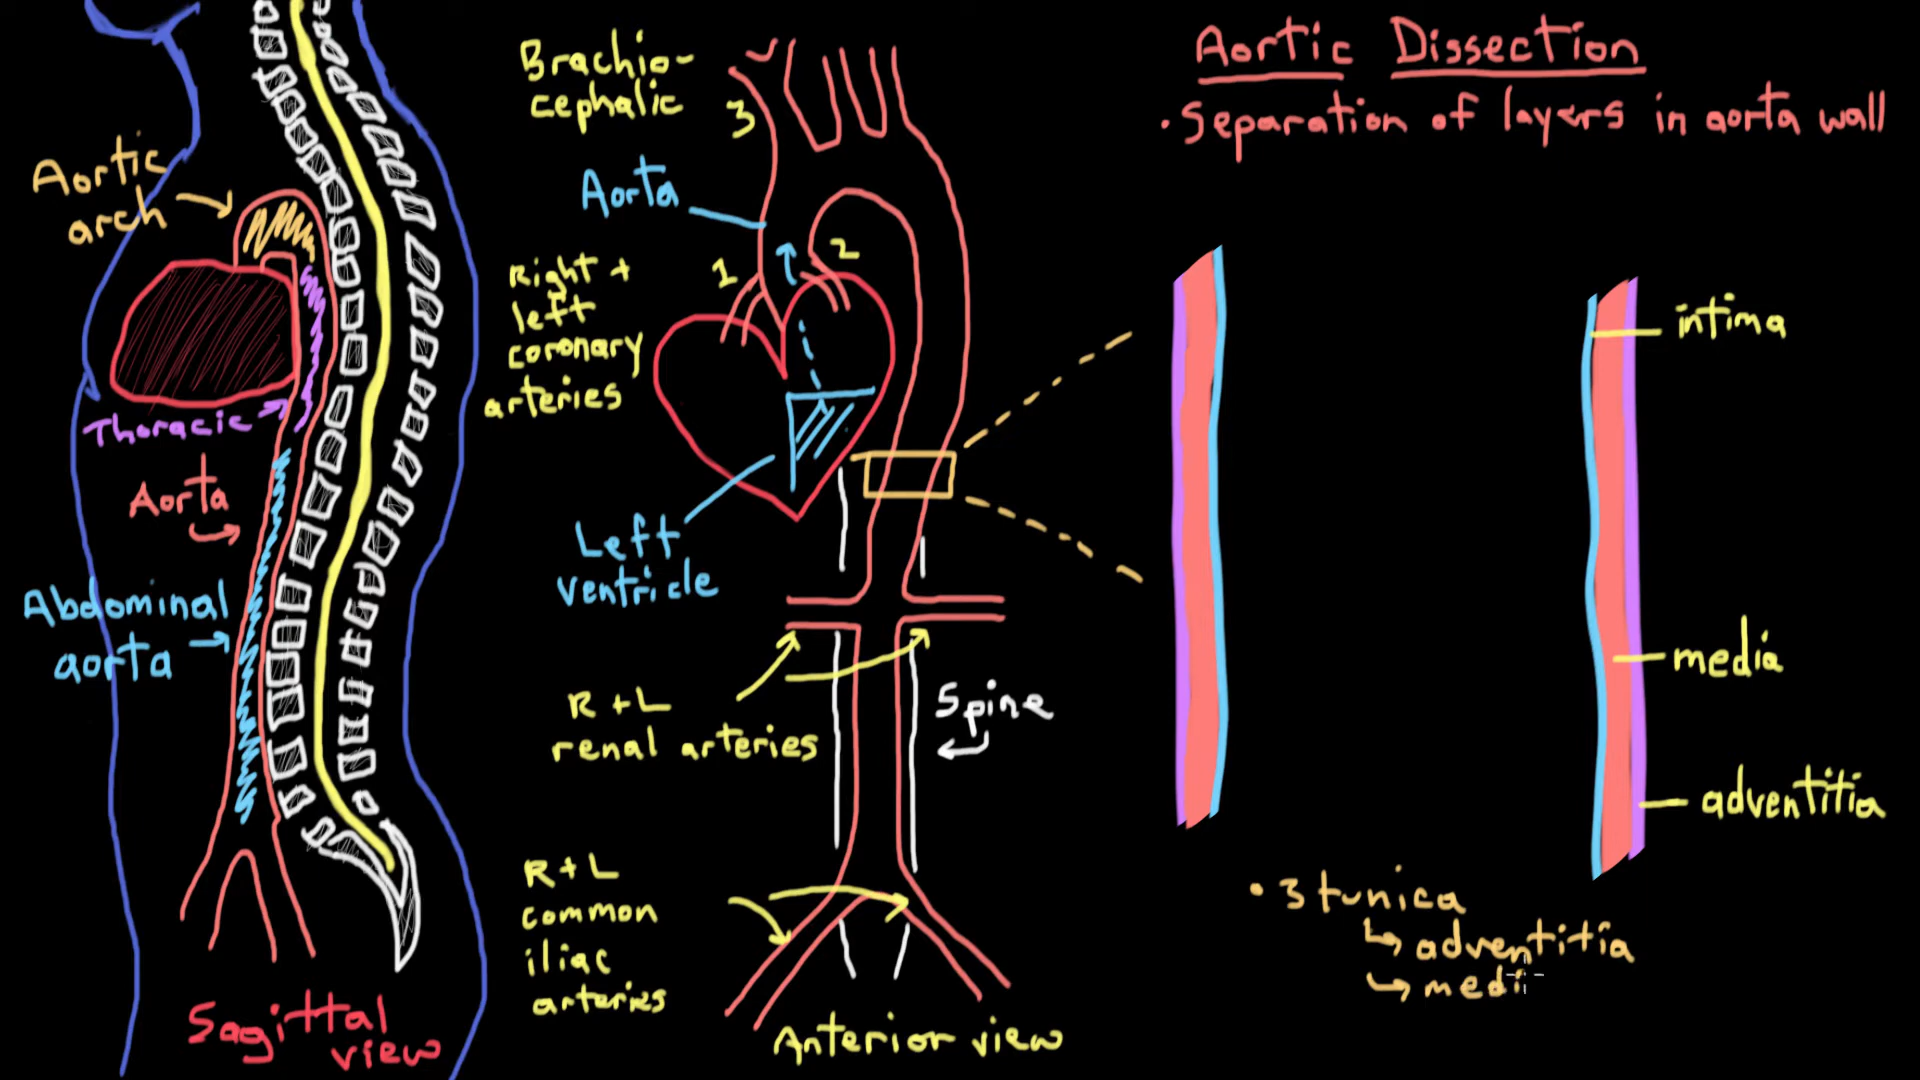 Aortic
arch
Thoracic
Aorta
Abdominal
aorta
Sagittal
view
Brachio-
cephalic
3
Aorta
1
2
Right +
left
coronary
arteries
Left
ventricle
R + L
renal arteries
Spine
R + L
common
iliac
arteries
Anterior view
Aortic Dissection
• Separation of layers in aorta wall
intima
media
adventitia
• 3 tunica
↳ adventitia
↳ medi